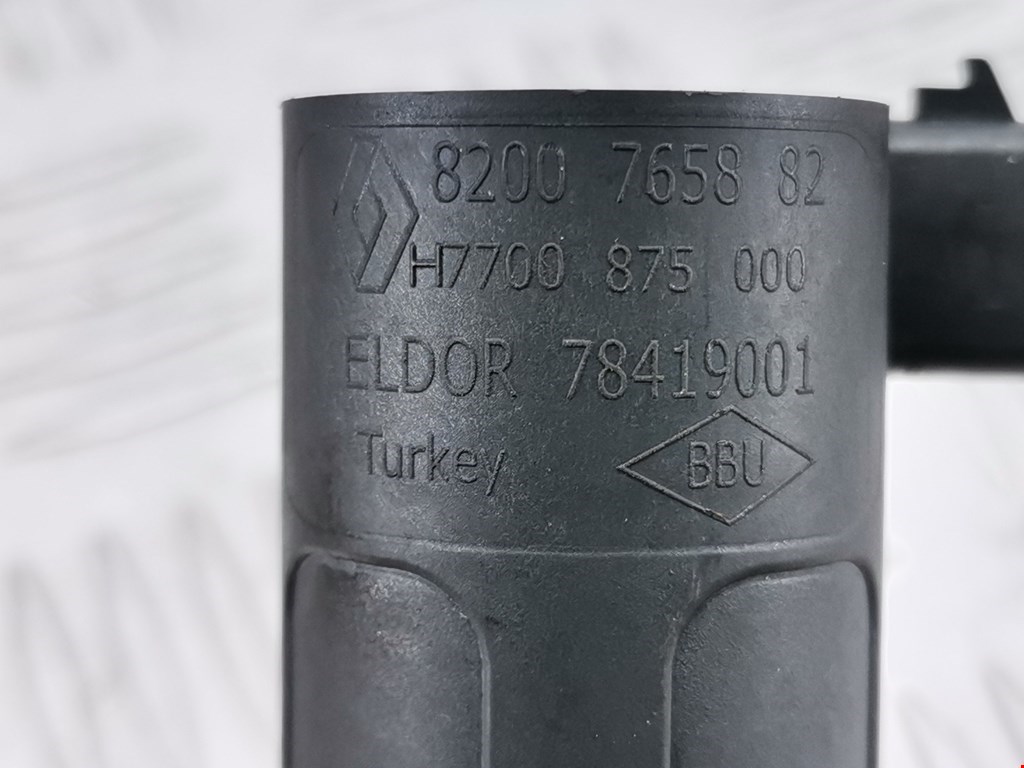 8200 7658 82
H7700 875 000
ELDOR 78419001
Turkey BBU